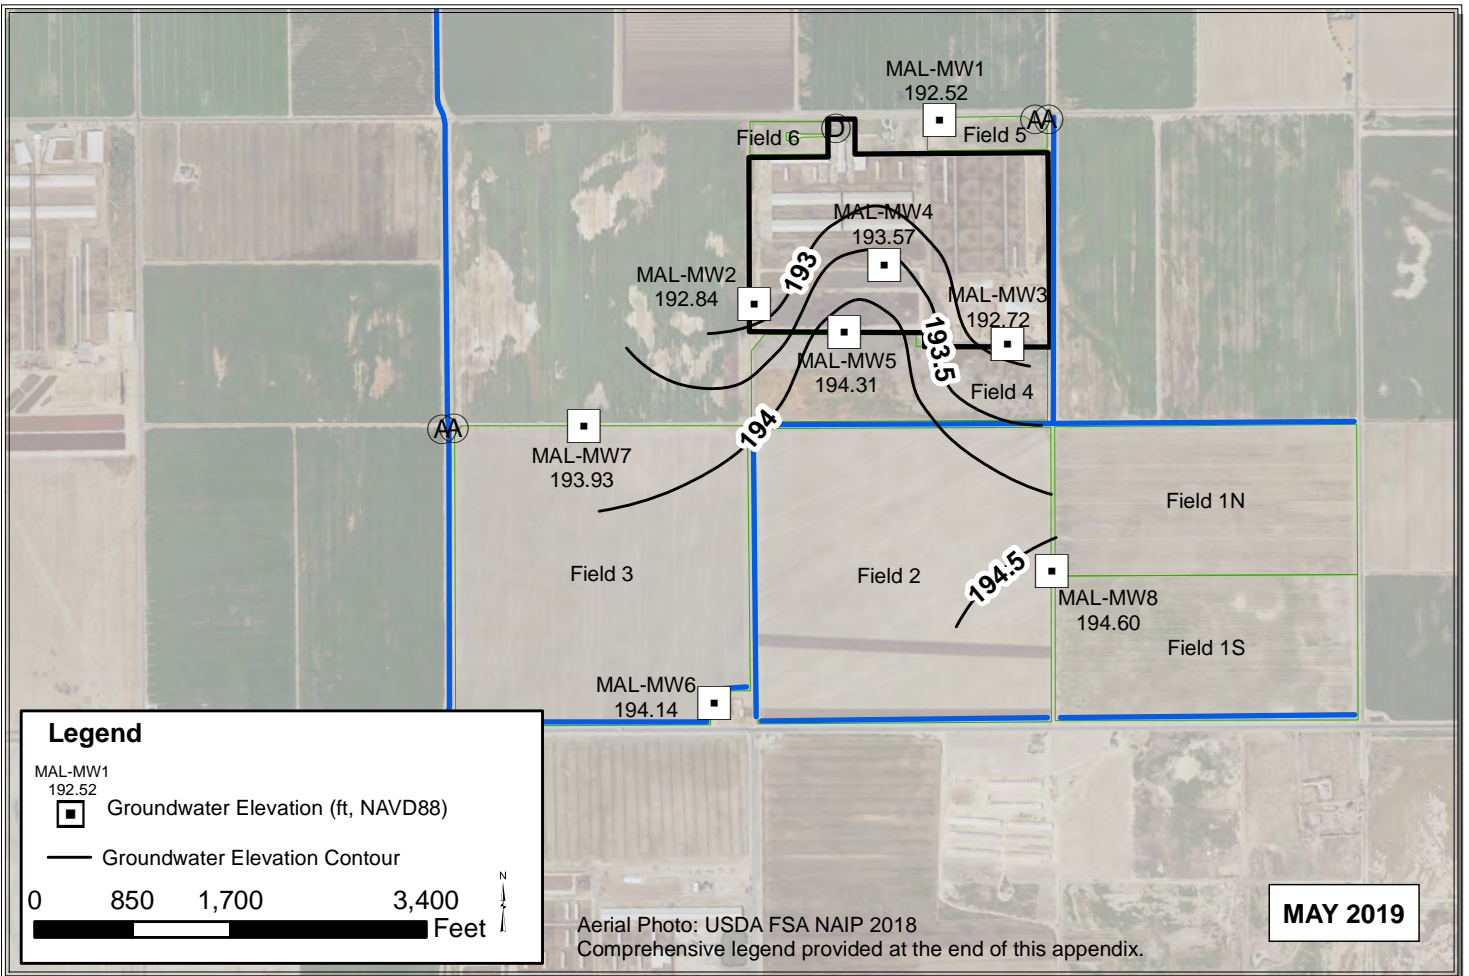 MAL-MW1
192.52
Field 6
D
Field 5
AA
MAL-MW4
193.57
MAL-MW2
192.84
193
MAL-MW3
192.72
193.5
MAL-MW5
194.31
Field 4
194
AA
MAL-MW7
193.93
Field 1N
Field 3
Field 2
194.5
MAL-MW8
194.60
Field 1S
MAL-MW6
194.14
Legend
MAL-MW1
192.52
Groundwater Elevation (ft, NAVD88)
Groundwater Elevation Contour
N
0 850 1,700 3,400
Feet
Aerial Photo: USDA FSA NAIP 2018
Comprehensive legend provided at the end of this appendix.
MAY 2019